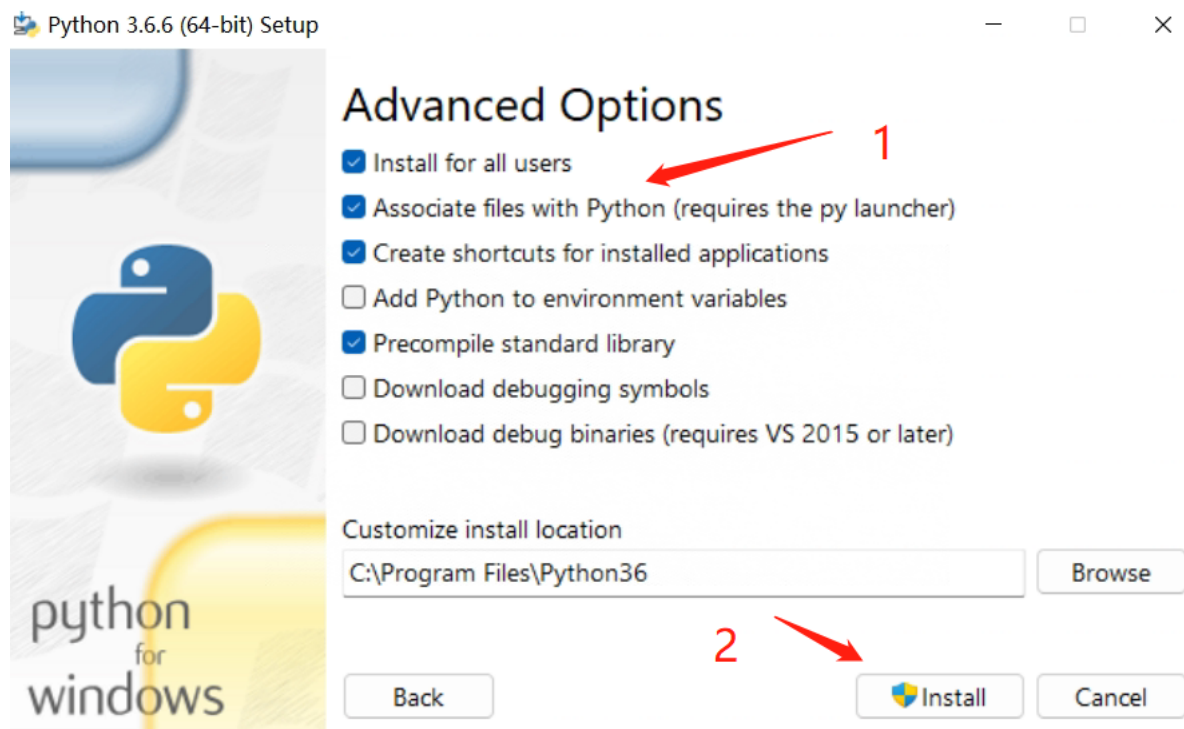 Python 3.6.6 (64-bit) Setup
Advanced Options
1
Install for all users
Associate files with Python (requires the py launcher)
Create shortcuts for installed applications
Add Python to environment variables
Precompile standard library
Download debugging symbols
Download debug binaries (requires VS 2015 or later)
Customize install location
C:\Program Files\Python36
Browse
python
for
windows
2
Back
Install
Cancel